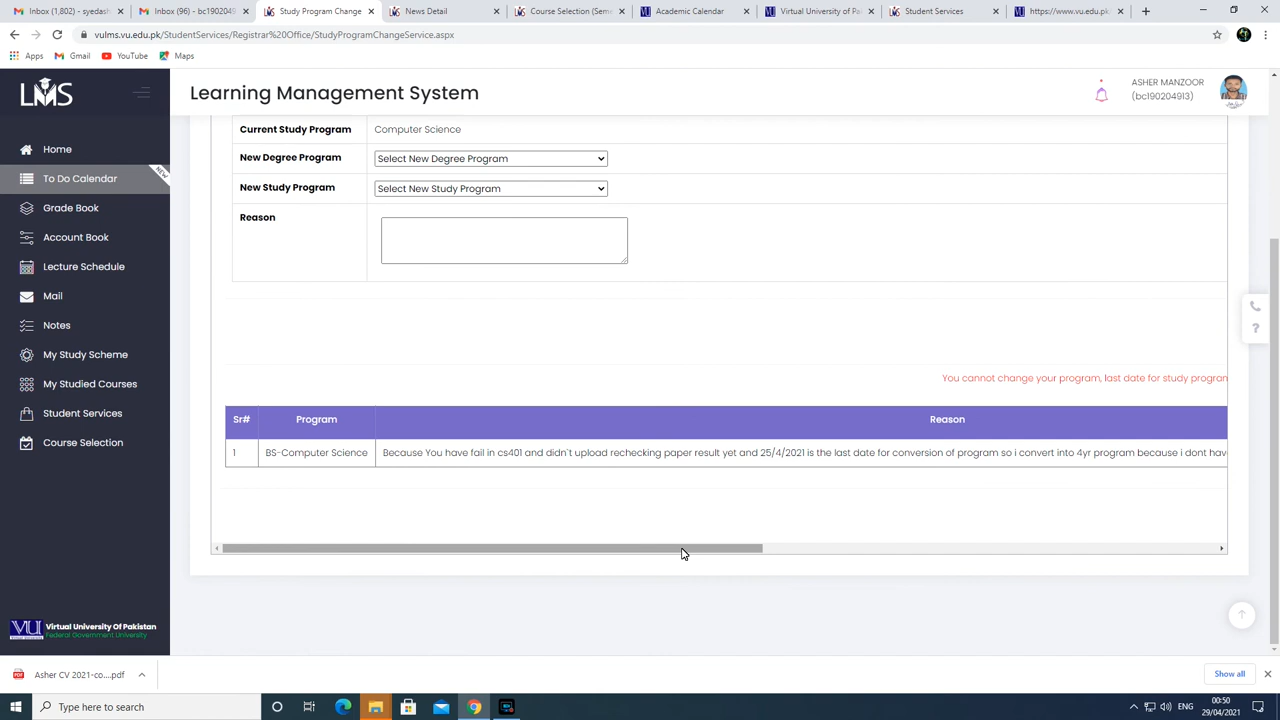 Inbox (1,802) - syedash
Inbox (96) - bc1902049
Study Program Change
News Detail
Course Selection (Sem
Academic Calendar
Virtual University of Pak
Student Services
https://www.vu.edu.pk
vulms.vu.edu.pk/StudentServices/Registrar%20Office/StudyProgramChangeService.aspx
Apps Gmail YouTube Maps
LMS
Learning Management System
ASHER MANZOOR
(bc190204913)
Home
To Do Calendar
NEW
Grade Book
Account Book
Lecture Schedule
Mail
Notes
My Study Scheme
My Studied Courses
Student Services
Course Selection
VU Virtual University Of Pakistan
Federal Government University
Current Study Program Computer Science
New Degree Program Select New Degree Program
New Study Program Select New Study Program
Reason
You cannot change your program, last date for study program
Sr# Program Reason
1 BS-Computer Science Because You have fail in cs401 and didn`t upload rechecking paper result yet and 25/4/2021 is the last date for conversion of program so i convert into 4yr program because i dont hav
Asher CV 2021-co....pdf
Show all
Type here to search
ENG
00:50
29/04/2021